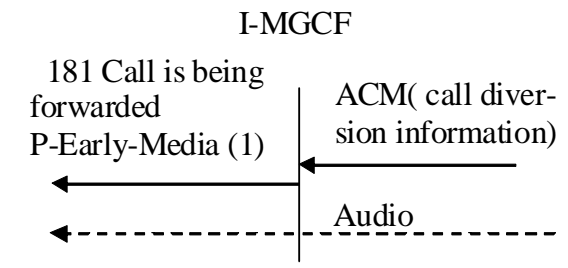 I-MGCF
181 Call is being
forwarded
P-Early-Media (1)
ACM( call diver-
sion information)
Audio